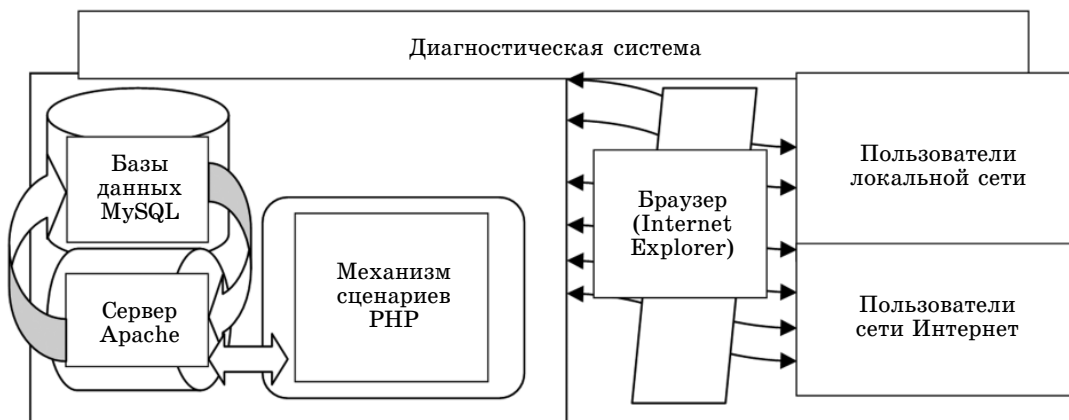 Диагностическая система
Базы
данных
MySQL
Сервер
Apache
Механизм
сценариев
PHP
Браузер
(Internet
Explorer)
Пользователи
локальной сети
Пользователи
сети Интернет